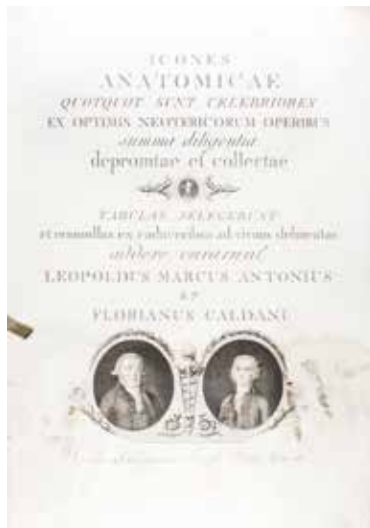 ICONES
ANATOMICAE
QUOTQUOT SUNT CELEBRIORES
EX OPTIMIS NEOTERICORUM OPERIBUS
summa diligentia
depromtae et collectae
TABULAS SELEGERUNT
et nonnullas ex cadaveribus ad vivum delineatas
addere curarunt
LEOPOLDUS MARCUS ANTONIUS
ET
FLORIANUS CALDANI